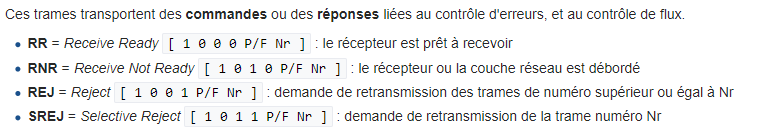 Ces trames transportent des commandes ou des réponses liées au contrôle d'erreurs, et au contrôle de flux.
• RR = Receive Ready [ 1 0 0 0 P/F Nr ] : le récepteur est prêt à recevoir
• RNR = Receive Not Ready [ 1 0 1 0 P/F Nr ] : le récepteur ou la couche réseau est débordé
• REJ = Reject [ 1 0 0 1 P/F Nr ] : demande de retransmission des trames de numéro supérieur ou égal à Nr
• SREJ = Selective Reject [ 1 0 1 1 P/F Nr ] : demande de retransmission de la trame numéro Nr